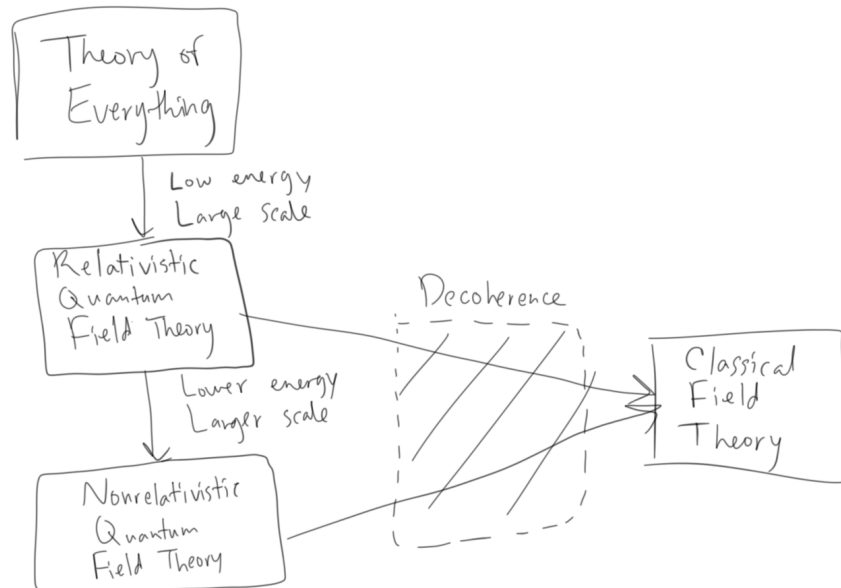 Theory of
Everything
Low energy
Large scale
Relativistic
Quantum
Field Theory
Decoherence
Classical
Field
Theory
Lower energy
Larger scale
Nonrelativistic
Quantum
Field Theory